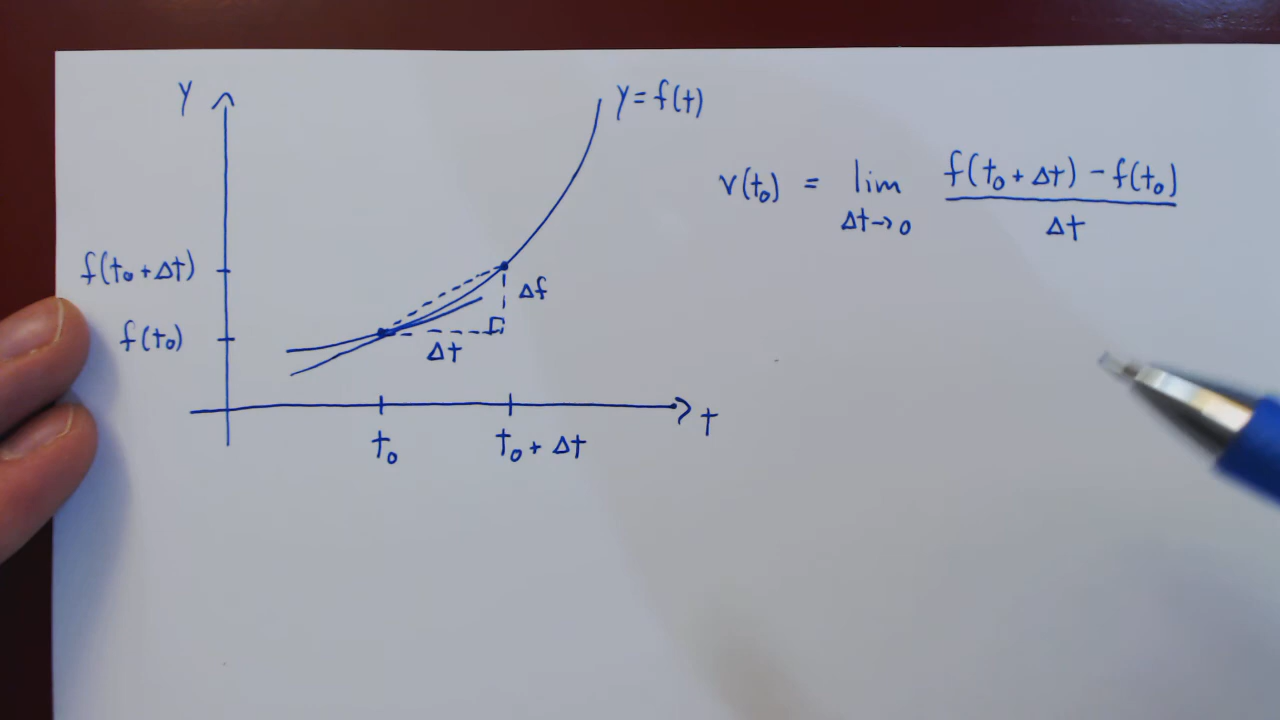 y
y = f(t)
v(t₀) = lim Δt→0 f(t₀ + Δt) - f(t₀) / Δt
f(t₀ + Δt)
Δf
f(t₀)
Δt
t
t₀
t₀ + Δt